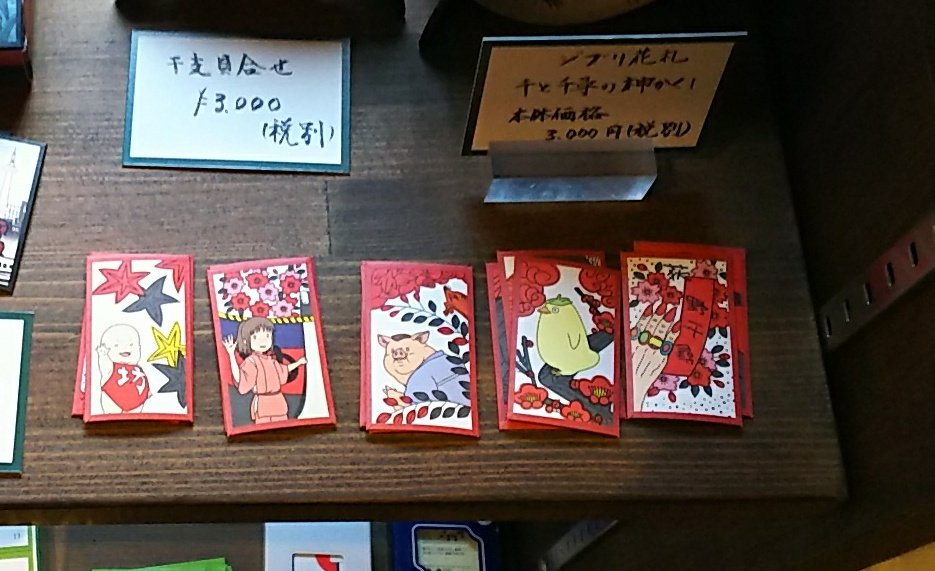 干支貝合せ
¥3,000
(税別)
ジブリ花札
千と千尋の神かくし
本体価格
3,000円(税別)
坊